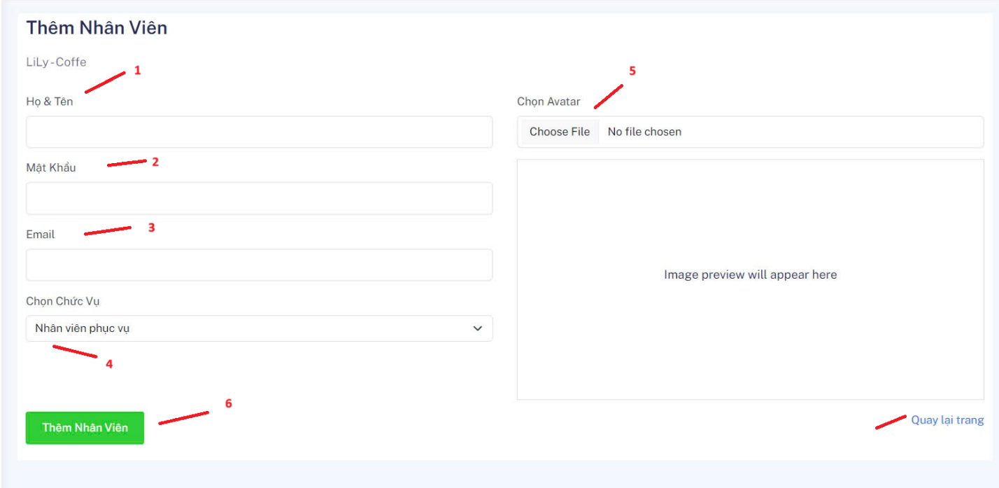 Thêm Nhân Viên
LiLy - Coffe
1
Họ & Tên
Mật Khẩu
2
Email
3
Chọn Chức Vụ
Nhân viên phục vụ
4
6
Thêm Nhân Viên
5
Chọn Avatar
Choose File No file chosen
Image preview will appear here
Quay lại trang